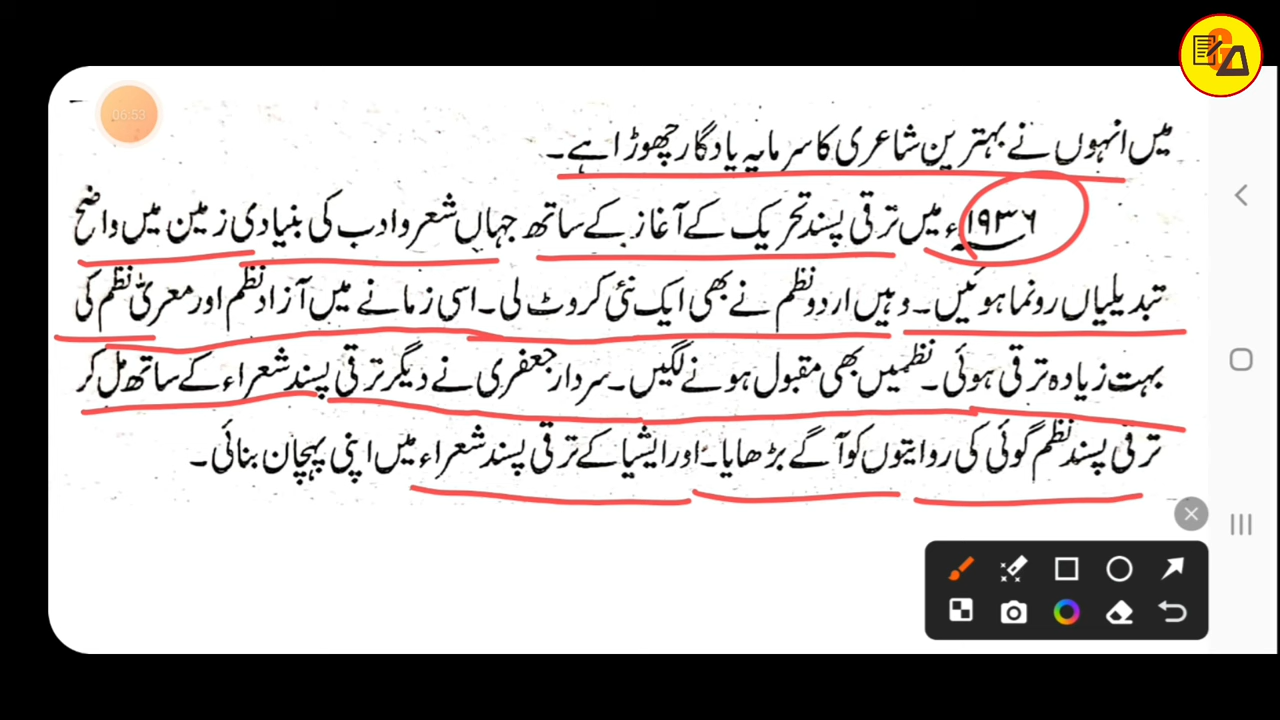 06:53
میں انہوں نے بہترین شاعری کا سرمایہ یادگار چھوڑا ہے۔
۱۹۳۶ء میں ترقی پسند تحریک کے آغاز کے ساتھ جہاں شعر و ادب کی بنیادی زمین میں واضح
تبدیلیاں رونما ہوئیں۔ وہیں اردو نظم نے بھی ایک نئی کروٹ لی۔ اسی زمانے میں آزاد نظم اور معریٰ نظم کی
بہت زیادہ ترقی ہوئی۔ نظمیں بھی مقبول ہونے لگیں۔ سردار جعفری نے دیگر ترقی پسند شعراء کے ساتھ مل کر
ترقی پسند نظم گوئی کی روایتوں کو آگے بڑھایا۔ اور ایشیا کے ترقی پسند شعراء میں اپنی پہچان بنائی۔